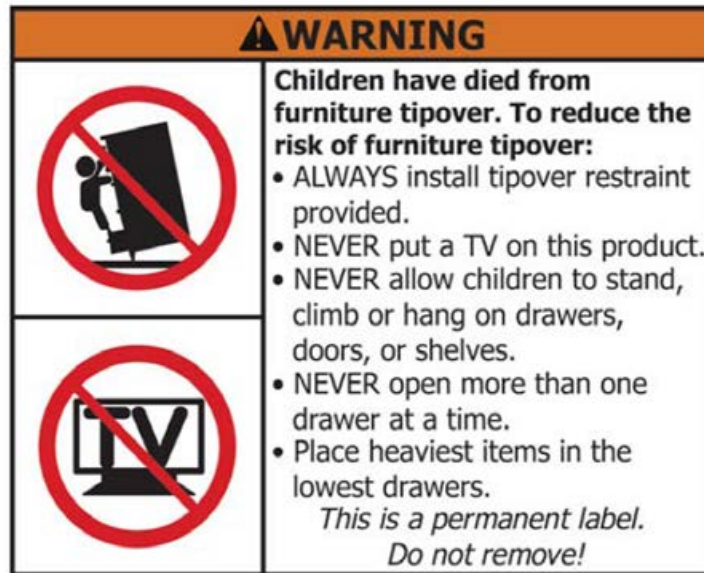 WARNING
Children have died from
furniture tipover. To reduce the
risk of furniture tipover:
• ALWAYS install tipover restraint
provided.
• NEVER put a TV on this product.
• NEVER allow children to stand,
climb or hang on drawers,
doors, or shelves.
• NEVER open more than one
drawer at a time.
• Place heaviest items in the
lowest drawers.
This is a permanent label.
Do not remove!
TV